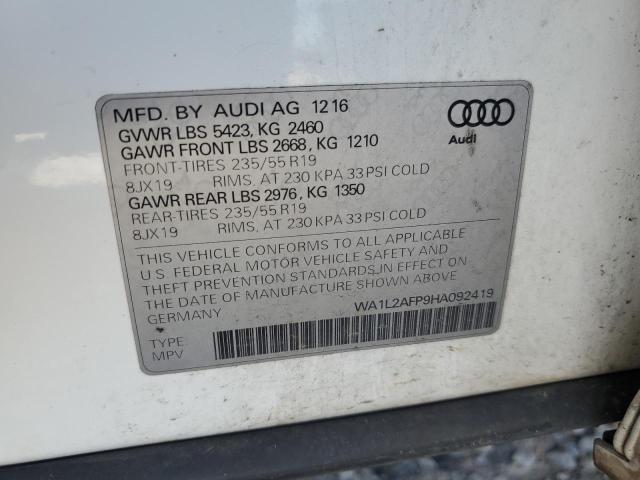 MFD. BY AUDI AG 12 16
GVWR LBS 5423, KG 2460
GAWR FRONT LBS 2668, KG 1210
FRONT-TIRES 235/55 R19
8JX19 RIMS, AT 230 KPA 33 PSI COLD
GAWR REAR LBS 2976, KG 1350
REAR-TIRES 235/55 R19
8JX19 RIMS, AT 230 KPA 33 PSI COLD
Audi
THIS VEHICLE CONFORMS TO ALL APPLICABLE
U.S. FEDERAL MOTOR VEHICLE SAFETY AND
THEFT PREVENTION STANDARDS IN EFFECT ON
THE DATE OF MANUFACTURE SHOWN ABOVE
GERMANY
WA1L2AFP9HA092419
TYPE:
MPV